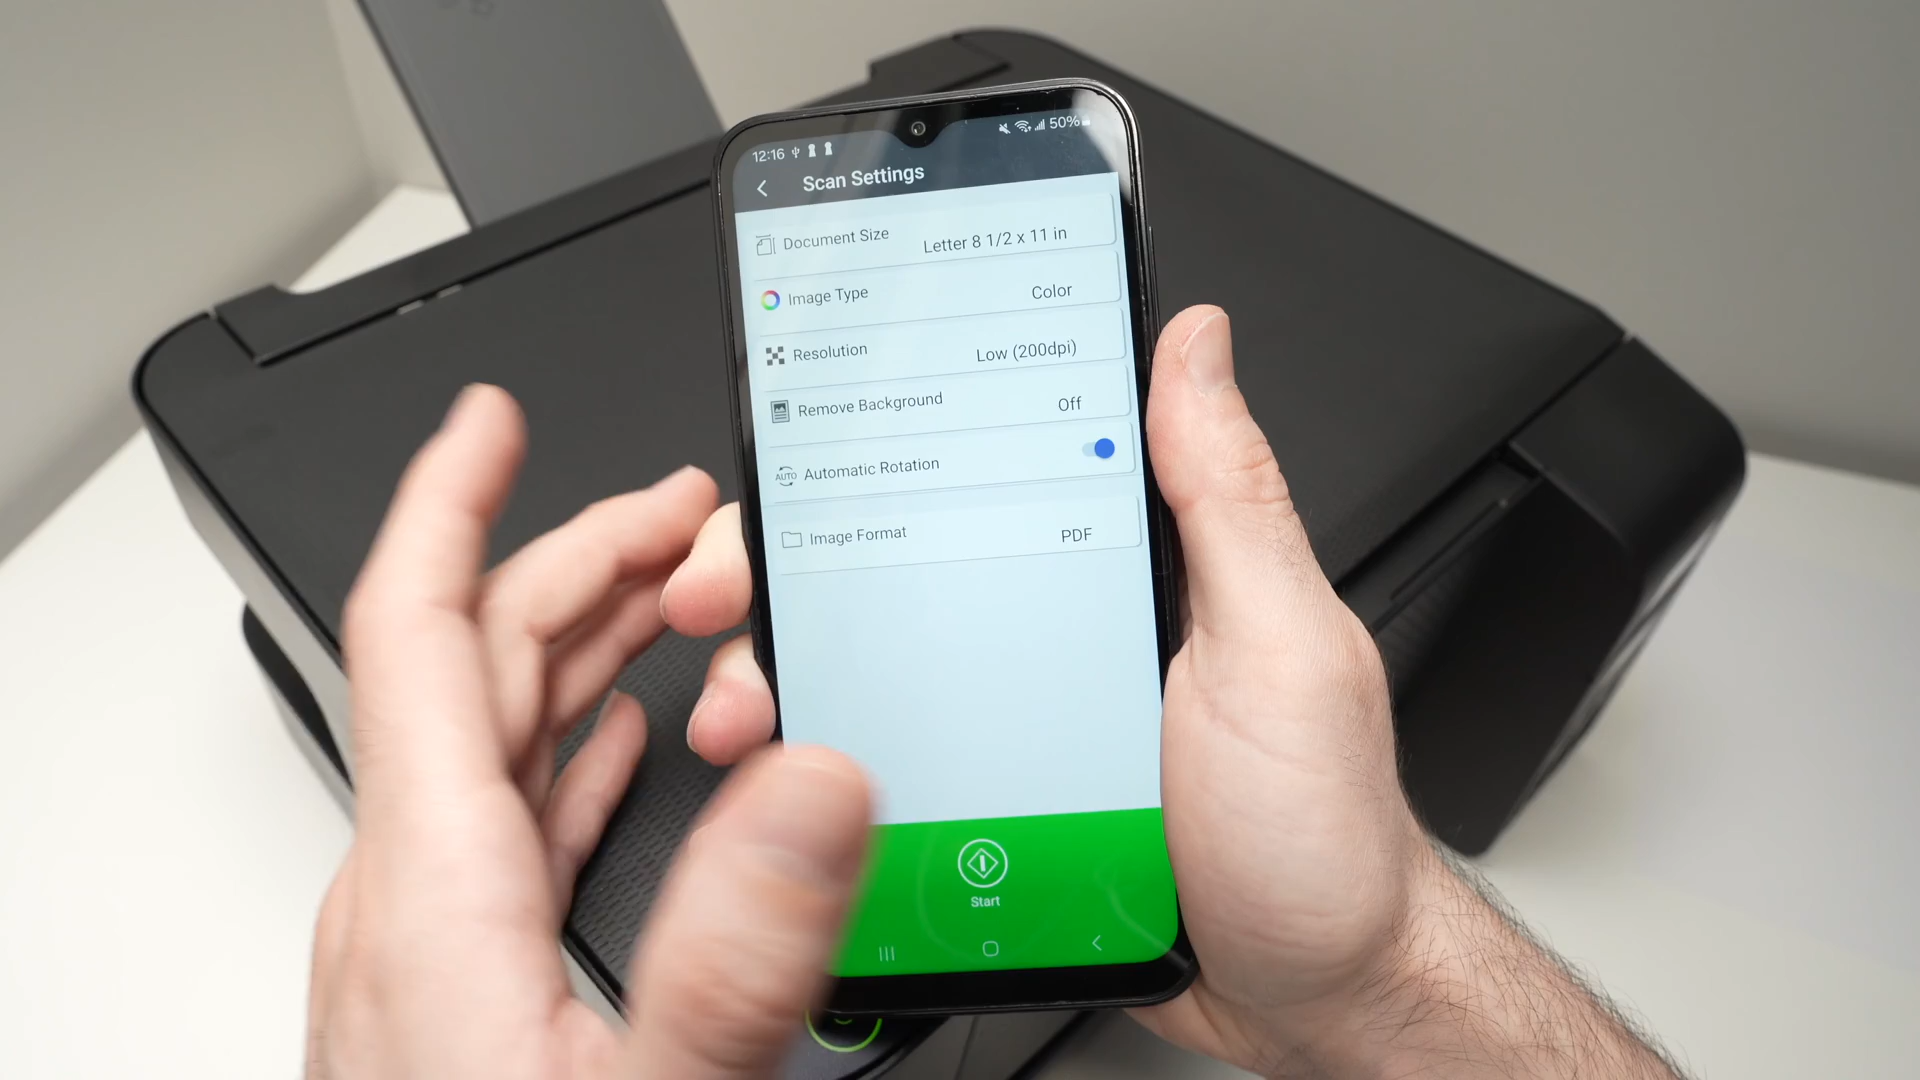 12:16 50%
Scan Settings
Document Size Letter 8 1/2 x 11 in
Image Type Color
Resolution Low (200dpi)
Remove Background Off
AUTO Automatic Rotation
Image Format PDF
Start